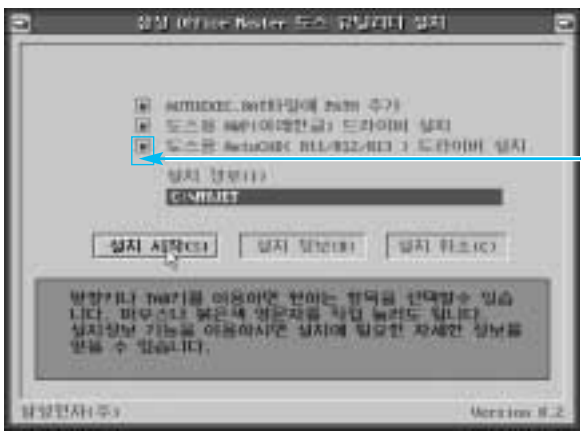 삼성 Office Master 도스 유틸리티 설치
AUTOEXEC.BAT파일에 PATH 추가
도스용 HWP(아래한글) 드라이버 설치
도스용 AutoCAD( R11/R12/R13 ) 드라이버 설치
설치 경로(1)
C:\MJET
설치 시작(S)
설치 정보(H)
설치 취소(C)
방향키나 TAB키를 이용하면 원하는 항목을 선택할수 있습
니다. 마우스나 붉은색 영문자를 직접 눌러도 됩니다.
설치정보 기능을 이용하시면 설치에 필요한 자세한 정보를
얻을 수 있습니다.
삼성전자(주)
Version 0.2